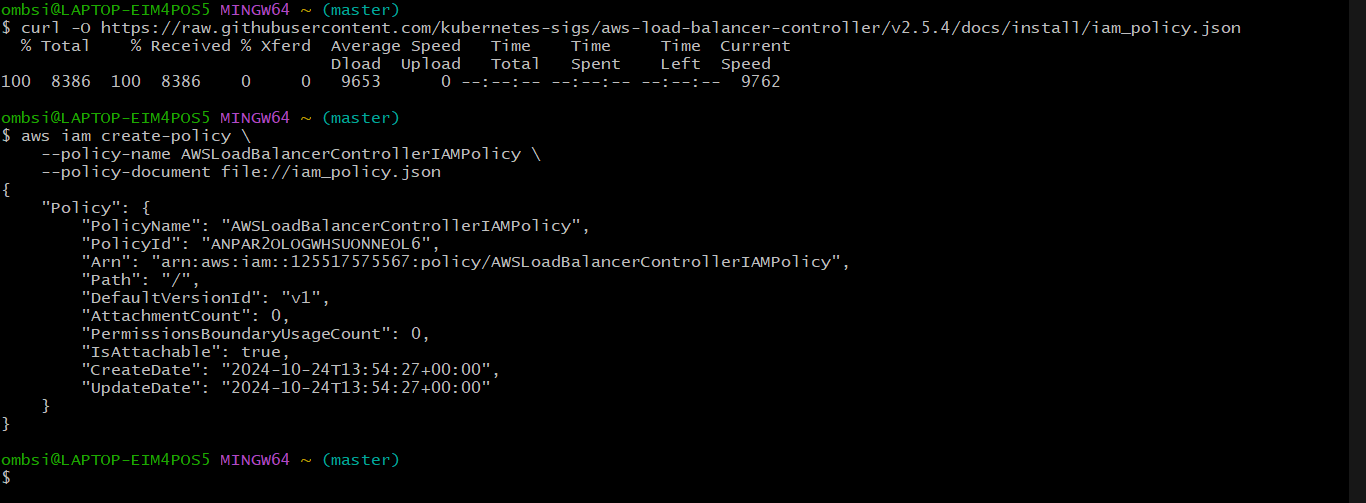 ombsi@LAPTOP-EIM4POS5 MINGW64 ~ (master)
$ curl -O https://raw.githubusercontent.com/kubernetes-sigs/aws-load-balancer-controller/v2.5.4/docs/install/iam_policy.json
  % Total    % Received % Xferd  Average Speed   Time    Time     Time  Current
                                 Dload  Upload   Total   Spent    Left  Speed
100  8386  100  8386    0     0   9653      0 --:--:-- --:--:-- --:--:--  9762

ombsi@LAPTOP-EIM4POS5 MINGW64 ~ (master)
$ aws iam create-policy \
    --policy-name AWSLoadBalancerControllerIAMPolicy \
    --policy-document file://iam_policy.json
{
    "Policy": {
        "PolicyName": "AWSLoadBalancerControllerIAMPolicy",
        "PolicyId": "ANPAR2OLOGWHSUONNEOL6",
        "Arn": "arn:aws:iam::125517575567:policy/AWSLoadBalancerControllerIAMPolicy",
        "Path": "/",
        "DefaultVersionId": "v1",
        "AttachmentCount": 0,
        "PermissionsBoundaryUsageCount": 0,
        "IsAttachable": true,
        "CreateDate": "2024-10-24T13:54:27+00:00",
        "UpdateDate": "2024-10-24T13:54:27+00:00"
    }
}

ombsi@LAPTOP-EIM4POS5 MINGW64 ~ (master)
$